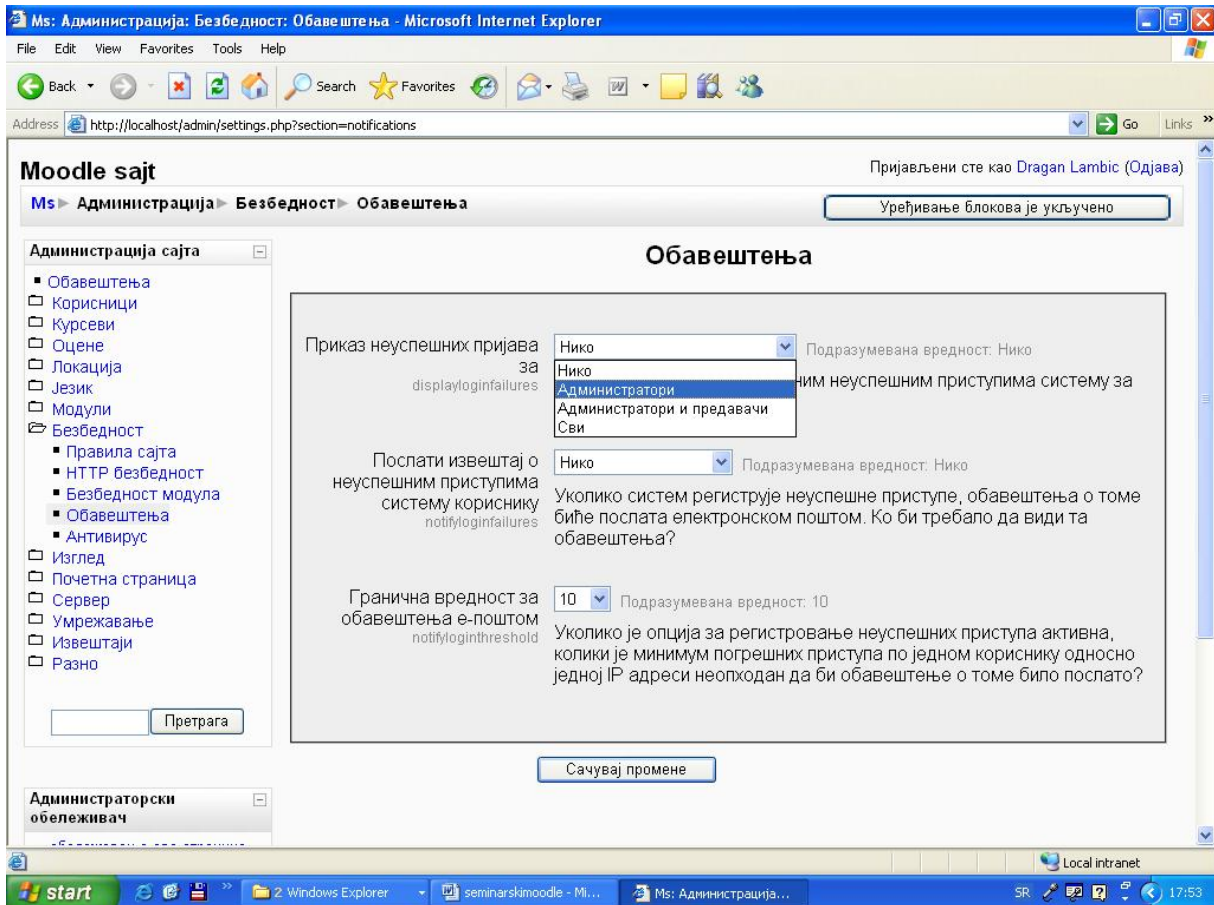 Ms: Администрација: Безбедност: Обавештења - Microsoft Internet Explorer
File Edit View Favorites Tools Help
Back Search Favorites
Address http://localhost/admin/settings.php?section=notifications Go Links »
Moodle sajt
Пријављени сте као Dragan Lambic (Одјава)
Ms► Администрација► Безбедност► Обавештења
Уређивање блокова је укључено
Администрација сајта
Обавештења
Корисници
Курсеви
Оцене
Локација
Језик
Модули
Безбедност
Правила сајта
HTTP безбедност
Безбедност модула
Обавештења
Антивирус
Изглед
Почетна страница
Сервер
Умрежавање
Извештаји
Разно
Претрага
Администраторски
обележивач
Обавештења
Приказ неуспешних пријава
за
displayloginfailures
Нико
Подразумевана вредност: Нико
Нико
Администратори
Администратори и предавачи
Сви
неуспешним приступима систему за
Послати извештај о
неуспешним приступима
систему кориснику
notifyloginfailures
Нико
Подразумевана вредност: Нико
Уколико систем региструје неуспешне приступе, обавештења о томе
биће послата електронском поштом. Ко би требало да види та
обавештења?
Гранична вредност за
обавештења е-поштом
notifyloginthreshold
10
Подразумевана вредност: 10
Уколико је опција за регистровање неуспешних приступа активна,
колики је минимум погрешних приступа по једном кориснику односно
једној IP адреси неопходан да би обавештење о томе било послато?
Сачувај промене
Local intranet
start » 2 Windows Explorer seminarskimoodle - Mi... Ms: Администрација... SR 17:53